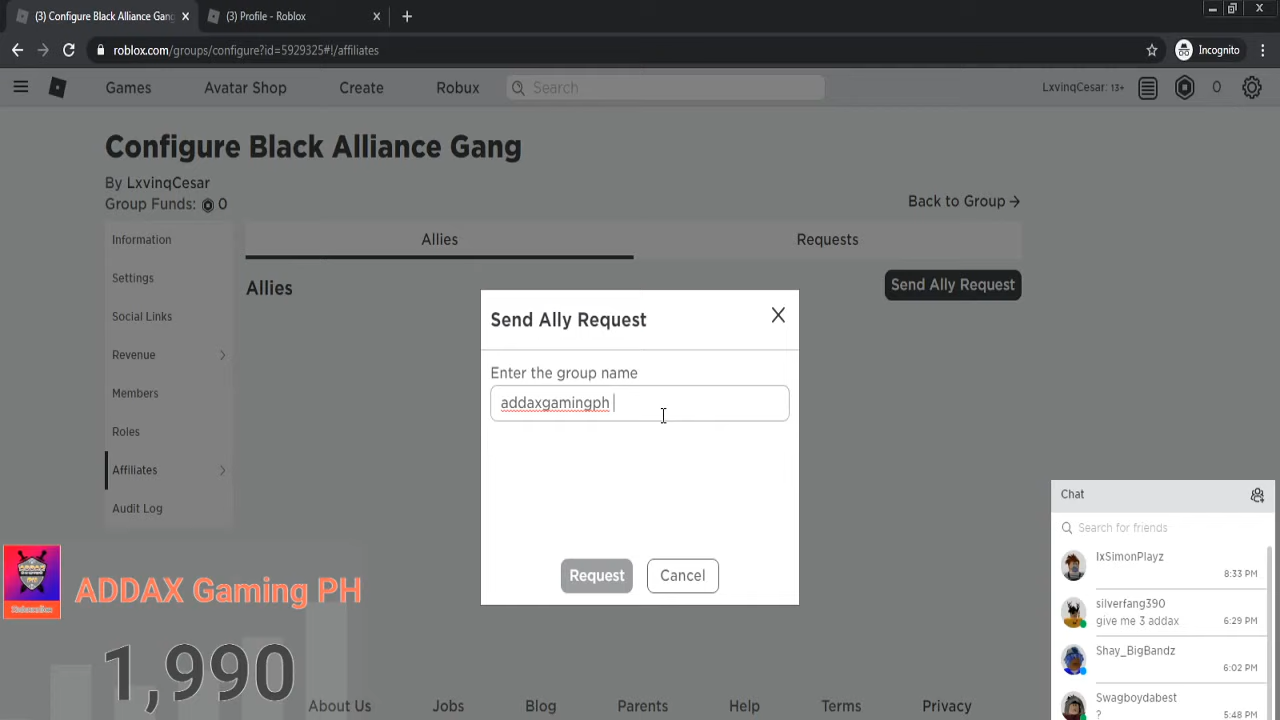 (3) Configure Black Alliance Gang
(3) Profile - Roblox
roblox.com/groups/configure?id=5929325#!/affiliates
Incognito
Games
Avatar Shop
Create
Robux
Search
LxvinqCesar: 13+
0
Configure Black Alliance Gang
By LxvinqCesar
Group Funds: 0
Back to Group →
Information
Settings
Social Links
Revenue
Members
Roles
Affiliates
Audit Log
Allies
Requests
Allies
Send Ally Request
Send Ally Request
Enter the group name
addaxgamingph
Request
Cancel
Chat
Search for friends
IxSimonPlayz
8:33 PM
silverfang390
give me 3 addax
6:29 PM
Shay_BigBandz
6:02 PM
Swagboydabest
?
5:48 PM
ADDAX Gaming PH
1,990
About Us
Jobs
Blog
Parents
Help
Terms
Privacy